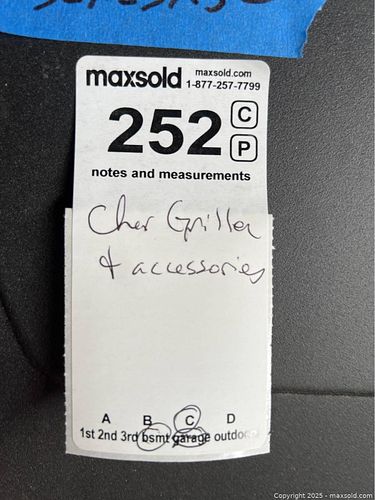 maxsold maxsold.com
1-877-257-7799
252 C
P
notes and measurements
Char Griller
& accessories
A B C D
1st 2nd 3rd bsmt garage outdoor
Copyright 2025 - maxsold.com